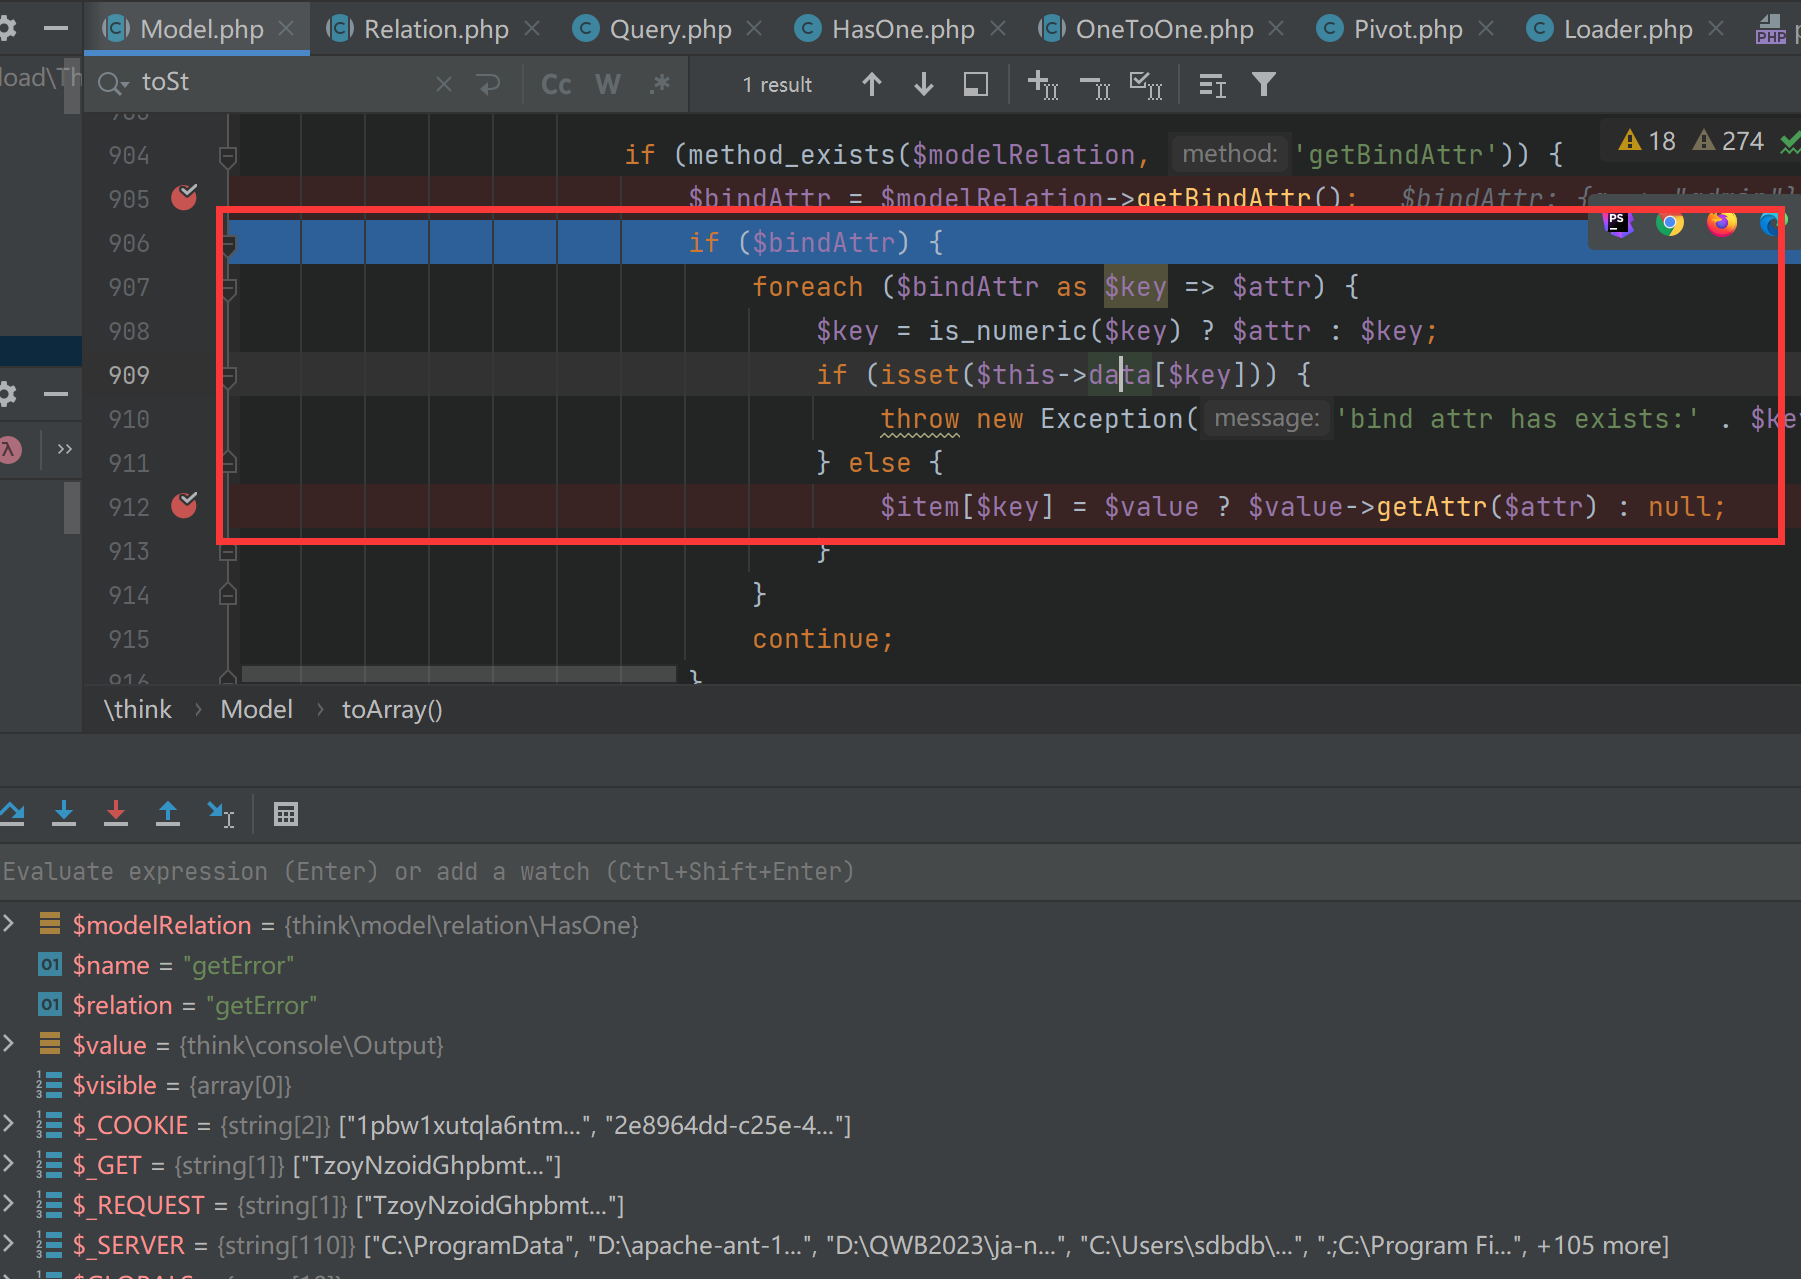 Model.php Relation.php Query.php HasOne.php OneToOne.php Pivot.php Loader.php
load\Th toSt Cc W .* 1 result
904 if (method_exists($modelRelation, method: 'getBindAttr')) { 18 274
905 $bindAttr = $modelRelation->getBindAttr(); $bindAttr:
906 if ($bindAttr) {
907 foreach ($bindAttr as $key => $attr) {
908 $key = is_numeric($key) ? $attr : $key;
909 if (isset($this->data[$key])) {
910 throw new Exception( message: 'bind attr has exists:' . $ke
911 } else {
912 $item[$key] = $value ? $value->getAttr($attr) : null;
913 }
914 }
915 continue;
916 }
\think › Model › toArray()
Evaluate expression (Enter) or add a watch (Ctrl+Shift+Enter)
$modelRelation = {think\model\relation\HasOne}
$name = "getError"
$relation = "getError"
$value = {think\console\Output}
$visible = {array[0]}
$_COOKIE = {string[2]} ["1pbw1xutqla6ntm...", "2e8964dd-c25e-4..."]
$_GET = {string[1]} ["TzoyNzoidGhpbmt..."]
$_REQUEST = {string[1]} ["TzoyNzoidGhpbmt..."]
$_SERVER = {string[110]} ["C:\ProgramData", "D:\apache-ant-1...", "D:\QWB2023\ja-n...", "C:\Users\sdbdb\...", ".;C:\Program Fi...", +105 more]